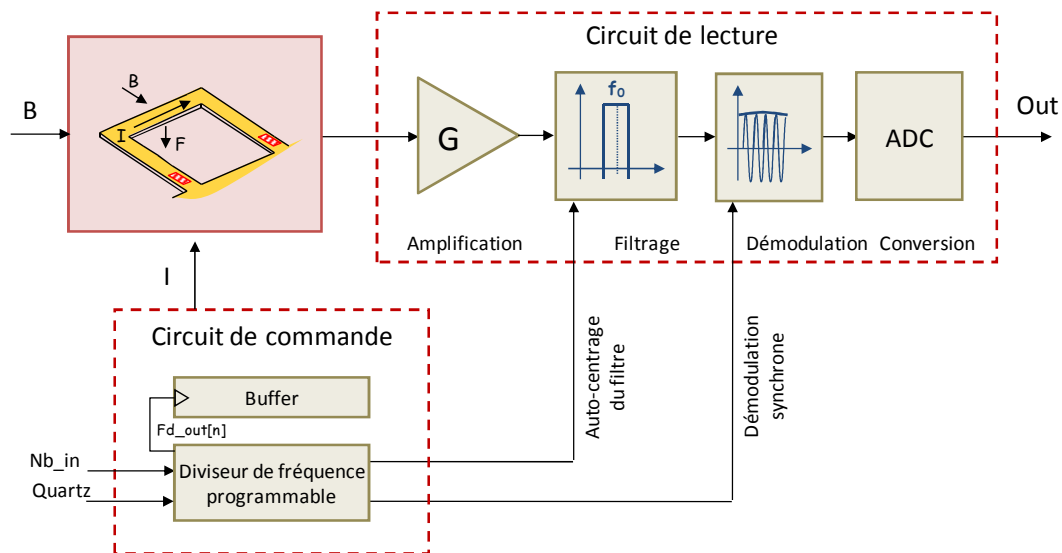 Circuit de lecture
B
B
I
F
G
f₀
ADC
Out
Amplification
Filtrage
Démodulation
Conversion
I
Circuit de commande
Buffer
Fd_out[n]
Nb_in
Quartz
Diviseur de fréquence
programmable
Auto-centrage
du filtre
Démodulation
synchrone